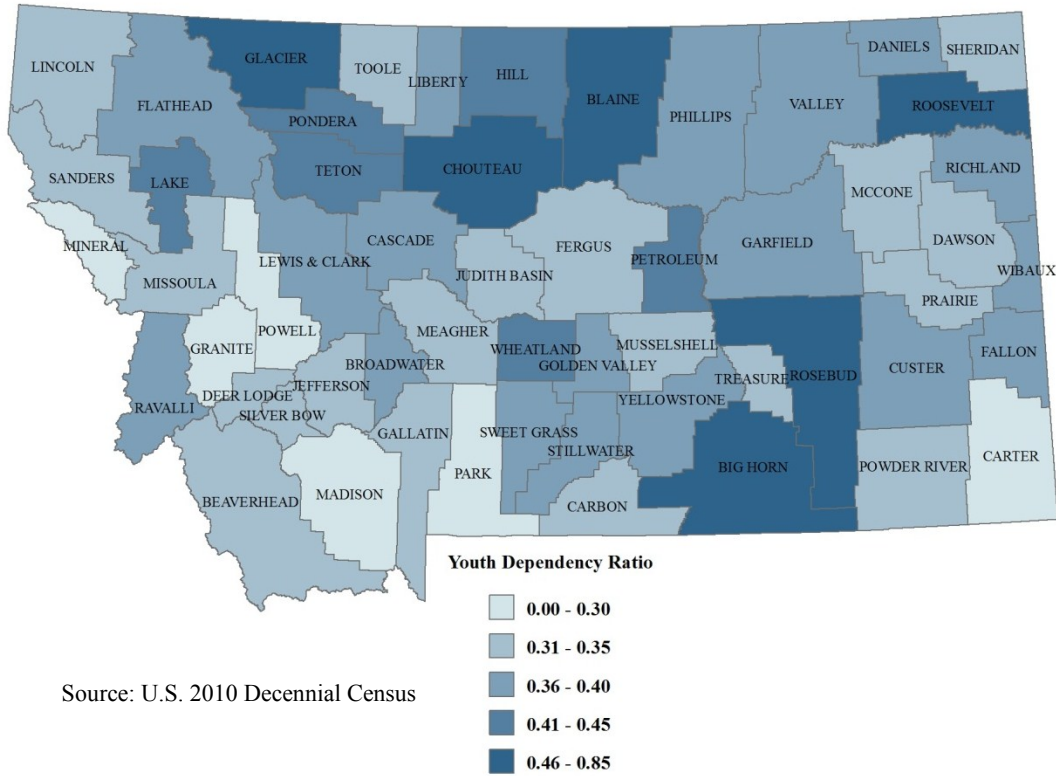 LINCOLN
FLATHEAD
GLACIER
TOOLE
LIBERTY
HILL
BLAINE
PHILLIPS
VALLEY
DANIELS
SHERIDAN
ROOSEVELT
PONDERA
TETON
CHOUTEAU
RICHLAND
SANDERS
LAKE
MCCONE
MINERAL
MISSOULA
LEWIS & CLARK
CASCADE
JUDITH BASIN
FERGUS
PETROLEUM
GARFIELD
DAWSON
WIBAUX
PRAIRIE
POWELL
GRANITE
MEAGHER
WHEATLAND
GOLDEN VALLEY
MUSSELSHELL
TREASURE
ROSEBUD
CUSTER
FALLON
BROADWATER
JEFFERSON
DEER LODGE
SILVER BOW
RAVALLI
GALLATIN
PARK
SWEET GRASS
STILLWATER
YELLOWSTONE
BIG HORN
POWDER RIVER
CARTER
BEAVERHEAD
MADISON
CARBON
Youth Dependency Ratio
0.00 - 0.30
0.31 - 0.35
0.36 - 0.40
0.41 - 0.45
0.46 - 0.85
Source: U.S. 2010 Decennial Census